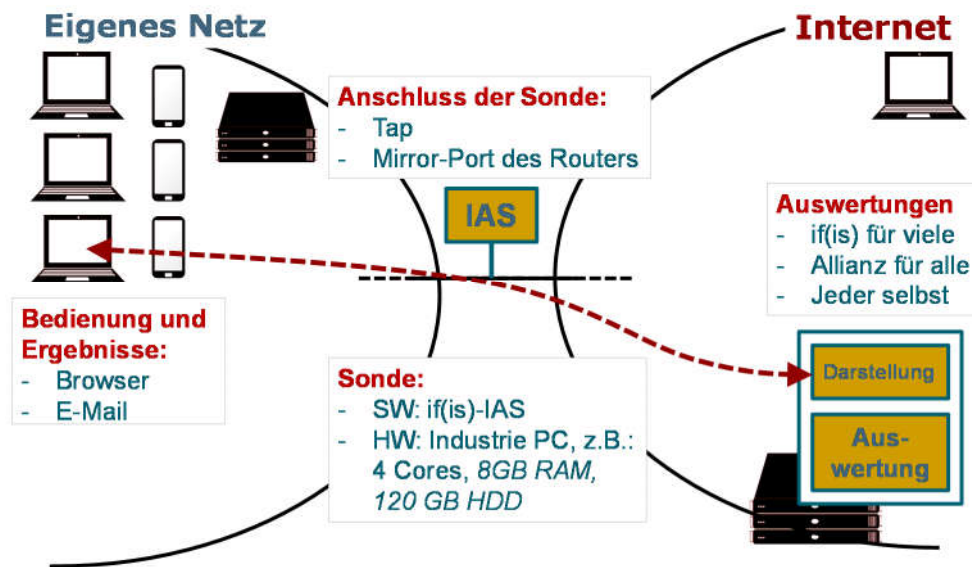 Eigenes Netz
Internet
Anschluss der Sonde:
- Tap
- Mirror-Port des Routers
IAS
Auswertungen
- if(is) für viele
- Allianz für alle
- Jeder selbst
Bedienung und
Ergebnisse:
- Browser
- E-Mail
Sonde:
- SW: if(is)-IAS
- HW: Industrie PC, z.B.:
4 Cores, 8GB RAM,
120 GB HDD
Darstellung
Aus-
wertung